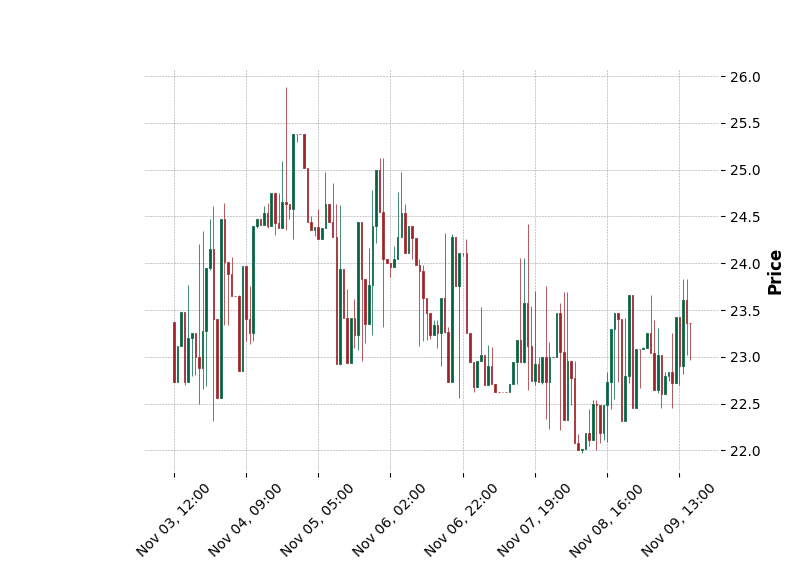 26.0
25.5
25.0
24.5
24.0
23.5
23.0
22.5
22.0
Price
Nov 03, 12:00
Nov 04, 09:00
Nov 05, 05:00
Nov 06, 02:00
Nov 06, 22:00
Nov 07, 19:00
Nov 08, 16:00
Nov 09, 13:00